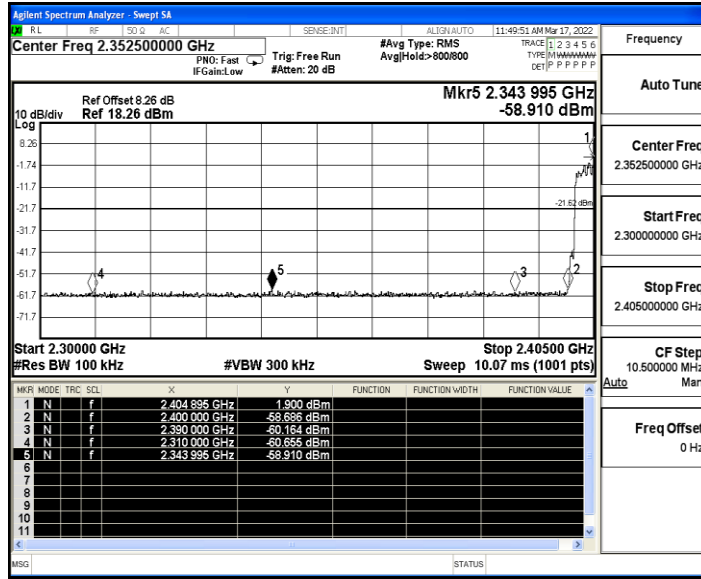 Agilent Spectrum Analyzer - Swept SA
RL RF 50 Ω AC SENSE:INT ALIGNAUTO 11:49:51 AM Mar 17, 2022
Center Freq 2.352500000 GHz
PNO: Fast
IFGain:Low
Trig: Free Run
#Atten: 20 dB
#Avg Type: RMS
Avg|Hold:>800/800
TRACE 1 2 3 4 5 6
TYPE M
DET P P P P P P
Frequency
Auto Tune
Center Freq
2.352500000 GHz
Start Freq
2.300000000 GHz
Stop Freq
2.405000000 GHz
CF Step
10.500000 MHz
Auto Man
Freq Offset
0 Hz
Mkr5 2.343 995 GHz
-58.910 dBm
Ref Offset 8.26 dB
10 dB/div Ref 18.26 dBm
Log
8.26
-1.74
-11.7
-21.7
-31.7
-41.7
-51.7
-61.7
-71.7
1
-21.62 dBm
4
5
3
2
Start 2.30000 GHz Stop 2.40500 GHz
#Res BW 100 kHz #VBW 300 kHz Sweep 10.07 ms (1001 pts)
MKR MODE TRC SCL X Y FUNCTION FUNCTION WIDTH FUNCTION VALUE
1 N f 2.404 895 GHz 1.900 dBm
2 N f 2.400 000 GHz -58.686 dBm
3 N f 2.390 000 GHz -60.164 dBm
4 N f 2.310 000 GHz -60.655 dBm
5 N f 2.343 995 GHz -58.910 dBm
6
7
8
9
10
11
MSG STATUS